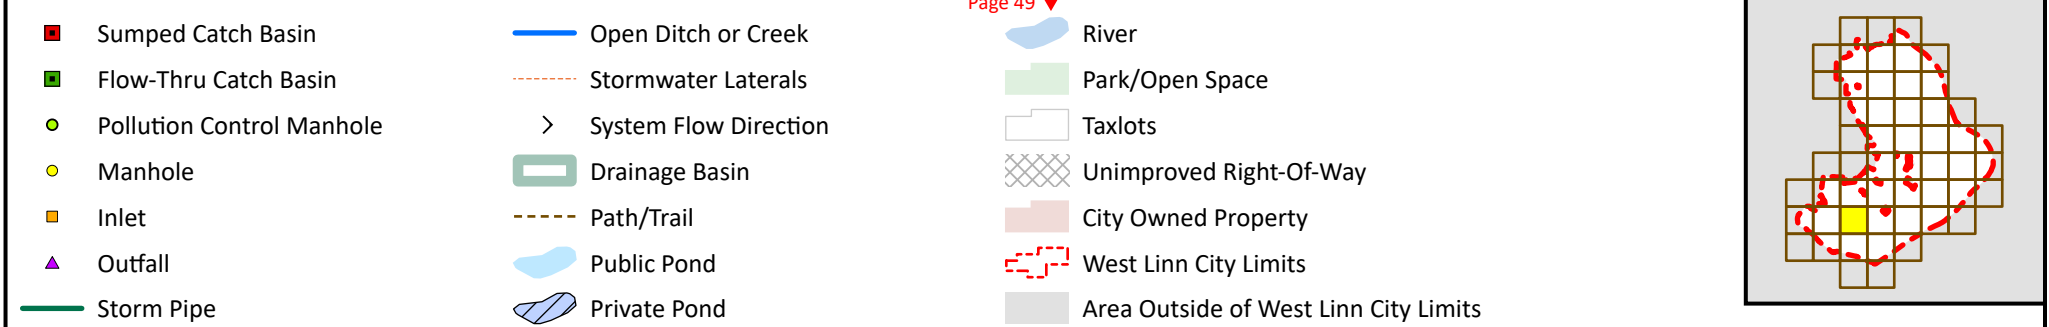 Page 49
Sumped Catch Basin
Flow-Thru Catch Basin
Pollution Control Manhole
Manhole
Inlet
Outfall
Storm Pipe
Open Ditch or Creek
Stormwater Laterals
System Flow Direction
Drainage Basin
Path/Trail
Public Pond
Private Pond
River
Park/Open Space
Taxlots
Unimproved Right-Of-Way
City Owned Property
West Linn City Limits
Area Outside of West Linn City Limits